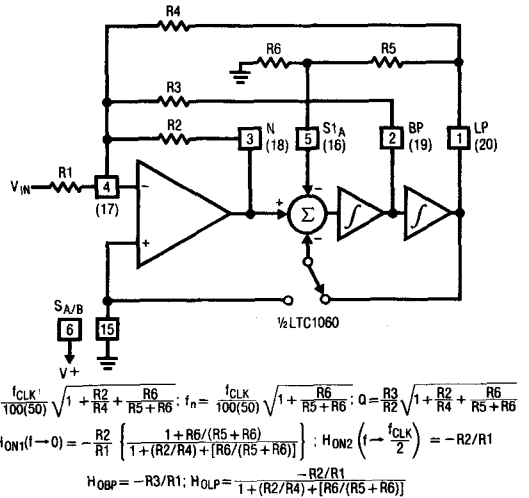 R4
R6
R5
R3
R2
N
3
(18)
S1A
5
(16)
BP
2
(19)
LP
1
(20)
R1
VIN
4
(17)
−
+
+
−
Σ
−
∫
∫
SA/B
6
V+
15
½LTC1060
fCLK/100(50) √(1 + R2/R4 + R6/(R5+R6)) ; fn = fCLK/100(50) √(1 + R6/(R5+R6)) ; Q = R3/R2 √(1 + R2/R4 + R6/(R5+R6))
HON1(f→0) = −R2/R1 {1+R6/(R5+R6) / 1+(R2/R4)+[R6/(R5+R6)]} ; HON2 (f→ fCLK/2) = −R2/R1
HOBP = −R3/R1; HOLP = −R2/R1 / 1+(R2/R4)+[R6/(R5+R6)]